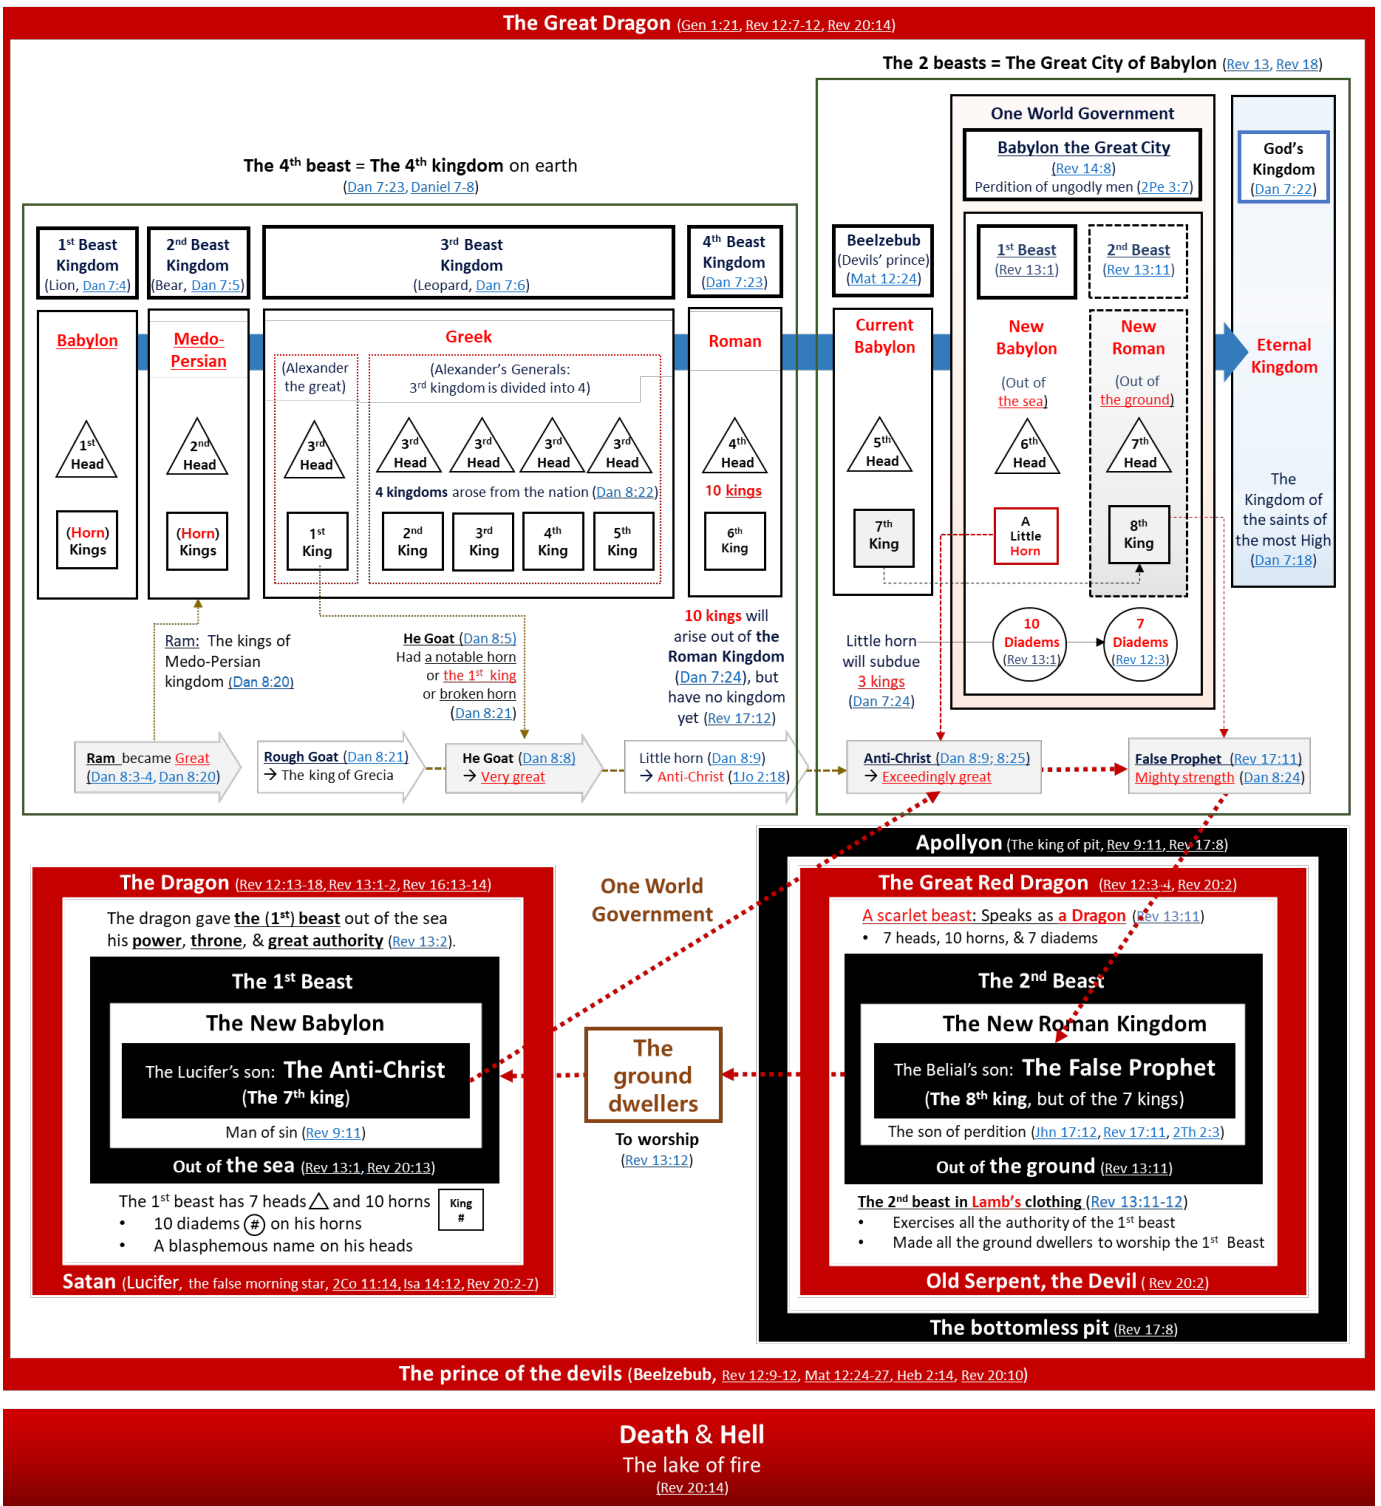 The Great Dragon (Gen 1:21, Rev 12:7-12, Rev 20:14)
The 2 beasts = The Great City of Babylon (Rev 13, Rev 18)
The 4th beast = The 4th kingdom on earth
(Dan 7:23, Daniel 7-8)
1st Beast
Kingdom
(Lion, Dan 7:4)
2nd Beast
Kingdom
(Bear, Dan 7:5)
3rd Beast
Kingdom
(Leopard, Dan 7:6)
4th Beast
Kingdom
(Dan 7:23)
Babylon
Medo-
Persian
Greek
Roman
(Alexander
the great)
(Alexander's Generals:
3rd kingdom is divided into 4)
1st
Head
2nd
Head
3rd
Head
3rd
Head
3rd
Head
3rd
Head
3rd
Head
4th
Head
4 kingdoms arose from the nation (Dan 8:22)
10 kings
(Horn)
Kings
(Horn)
Kings
1st
King
2nd
King
3rd
King
4th
King
5th
King
6th
King
Ram: The kings of
Medo-Persian
kingdom (Dan 8:20)
He Goat (Dan 8:5)
Had a notable horn
or the 1st king
or broken horn
(Dan 8:21)
10 kings will
arise out of the
Roman Kingdom
(Dan 7:24), but
have no kingdom
yet (Rev 17:12)
Ram became Great
(Dan 8:3-4, Dan 8:20)
Rough Goat (Dan 8:21)
→ The king of Grecia
He Goat (Dan 8:8)
→ Very great
Little horn (Dan 8:9)
→ Anti-Christ (1Jo 2:18)
One World Government
Babylon the Great City
(Rev 14:8)
Perdition of ungodly men (2Pe 3:7)
Beelzebub
(Devils' prince)
(Mat 12:24)
1st Beast
(Rev 13:1)
2nd Beast
(Rev 13:11)
God's
Kingdom
(Dan 7:22)
Current
Babylon
New
Babylon
(Out of
the sea)
New
Roman
(Out of
the ground)
Eternal
Kingdom
5th
Head
6th
Head
7th
Head
7th
King
A
Little
Horn
8th
King
The
Kingdom of
the saints of
the most High
(Dan 7:18)
Little horn
will subdue
3 kings
(Dan 7:24)
10
Diadems
(Rev 13:1)
7
Diadems
(Rev 12:3)
Anti-Christ (Dan 8:9; 8:25)
→ Exceedingly great
False Prophet (Rev 17:11)
Mighty strength (Dan 8:24)
The Dragon (Rev 12:13-18, Rev 13:1-2, Rev 16:13-14)
The dragon gave the (1st) beast out of the sea
his power, throne, & great authority (Rev 13:2).
The 1st Beast
The New Babylon
The Lucifer's son: The Anti-Christ
(The 7th king)
Man of sin (Rev 9:11)
Out of the sea (Rev 13:1, Rev 20:13)
The 1st beast has 7 heads and 10 horns
King
#
• 10 diadems # on his horns
• A blasphemous name on his heads
Satan (Lucifer, the false morning star, 2Co 11:14, Isa 14:12, Rev 20:2-7)
One World
Government
The
ground
dwellers
To worship
(Rev 13:12)
Apollyon (The king of pit, Rev 9:11, Rev 17:8)
The Great Red Dragon (Rev 12:3-4, Rev 20:2)
A scarlet beast: Speaks as a Dragon (Rev 13:11)
• 7 heads, 10 horns, & 7 diadems
The 2nd Beast
The New Roman Kingdom
The Belial's son: The False Prophet
(The 8th king, but of the 7 kings)
The son of perdition (Jhn 17:12, Rev 17:11, 2Th 2:3)
Out of the ground (Rev 13:11)
The 2nd beast in Lamb's clothing (Rev 13:11-12)
• Exercises all the authority of the 1st beast
• Made all the ground dwellers to worship the 1st Beast
Old Serpent, the Devil ( Rev 20:2)
The bottomless pit (Rev 17:8)
The prince of the devils (Beelzebub, Rev 12:9-12, Mat 12:24-27, Heb 2:14, Rev 20:10)
Death & Hell
The lake of fire
(Rev 20:14)